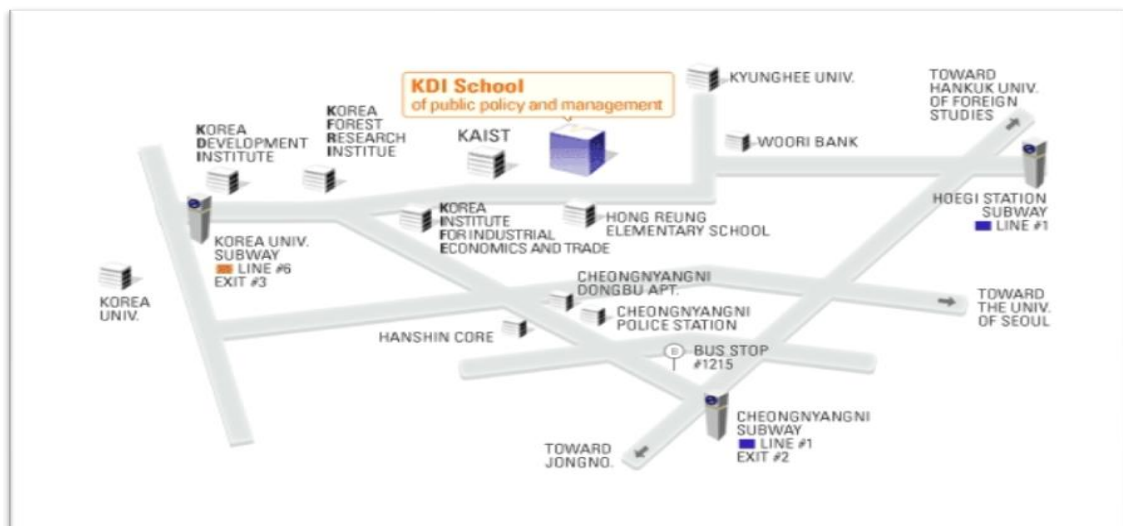 KDI School
of public policy and management
KYUNGHEE UNIV.
TOWARD
HANKUK UNIV.
OF FOREIGN
STUDIES
KOREA
DEVELOPMENT
INSTITUTE
KOREA
FOREST
RESEARCH
INSTITUE
KAIST
WOORI BANK
HOEGI STATION
SUBWAY
LINE #1
KOREA
INSTITUTE
FOR INDUSTRIAL
ECONOMICS AND TRADE
HONG REUNG
ELEMENTARY SCHOOL
KOREA UNIV.
SUBWAY
LINE #6
EXIT #3
KOREA
UNIV.
CHEONGNYANGNI
DONGBU APT.
CHEONGNYANGNI
POLICE STATION
HANSHIN CORE
TOWARD
THE UNIV.
OF SEOUL
B
BUS STOP
#1215
CHEONGNYANGNI
SUBWAY
LINE #1
EXIT #2
TOWARD
JONGNO.